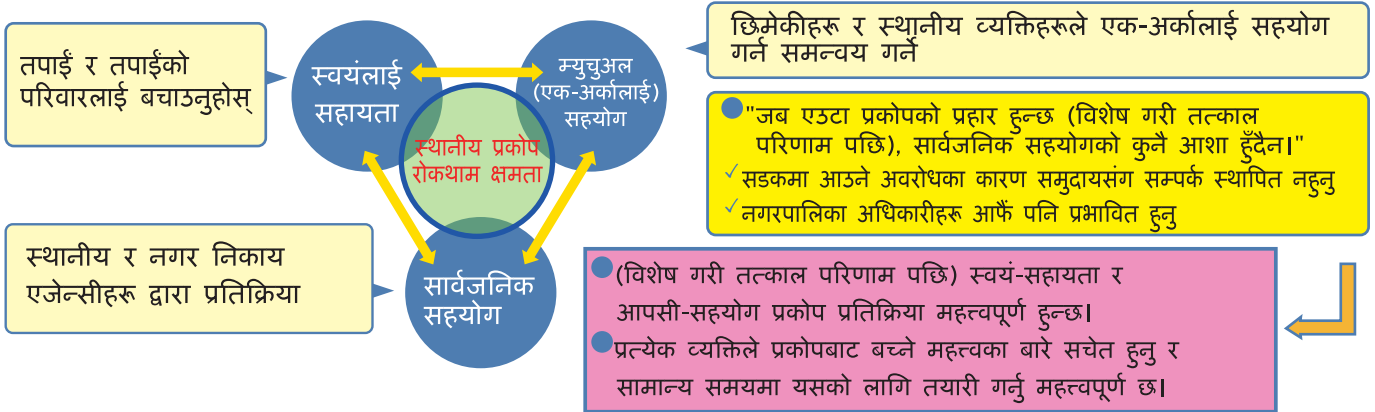 तपाईं र तपाईंको
परिवारलाई बचाउनुहोस्
स्वयंलाई
सहायता
म्युचुअल
(एक-अर्कालाई)
सहयोग
छिमेकीहरू र स्थानीय व्यक्तिहरूले एक-अर्कालाई सहयोग
गर्न समन्वय गर्ने
स्थानीय प्रकोप
रोकथाम क्षमता
●"जब एउटा प्रकोपको प्रहार हुन्छ (विशेष गरी तत्काल
परिणाम पछि), सार्वजनिक सहयोगको कुनै आशा हुँदैन।"
✓ सडकमा आउने अवरोधका कारण समुदायसंग सम्पर्क स्थापित नहुनु
✓ नगरपालिका अधिकारीहरू आफैं पनि प्रभावित हुनु
स्थानीय र नगर निकाय
एजेन्सीहरू द्वारा प्रतिक्रिया
सार्वजनिक
सहयोग
●(विशेष गरी तत्काल परिणाम पछि) स्वयं-सहायता र
आपसी-सहयोग प्रकोप प्रतिक्रिया महत्त्वपूर्ण हुन्छ।
●प्रत्येक व्यक्तिले प्रकोपबाट बच्ने महत्त्वका बारे सचेत हुनु र
सामान्य समयमा यसको लागि तयारी गर्नु महत्त्वपूर्ण छ।